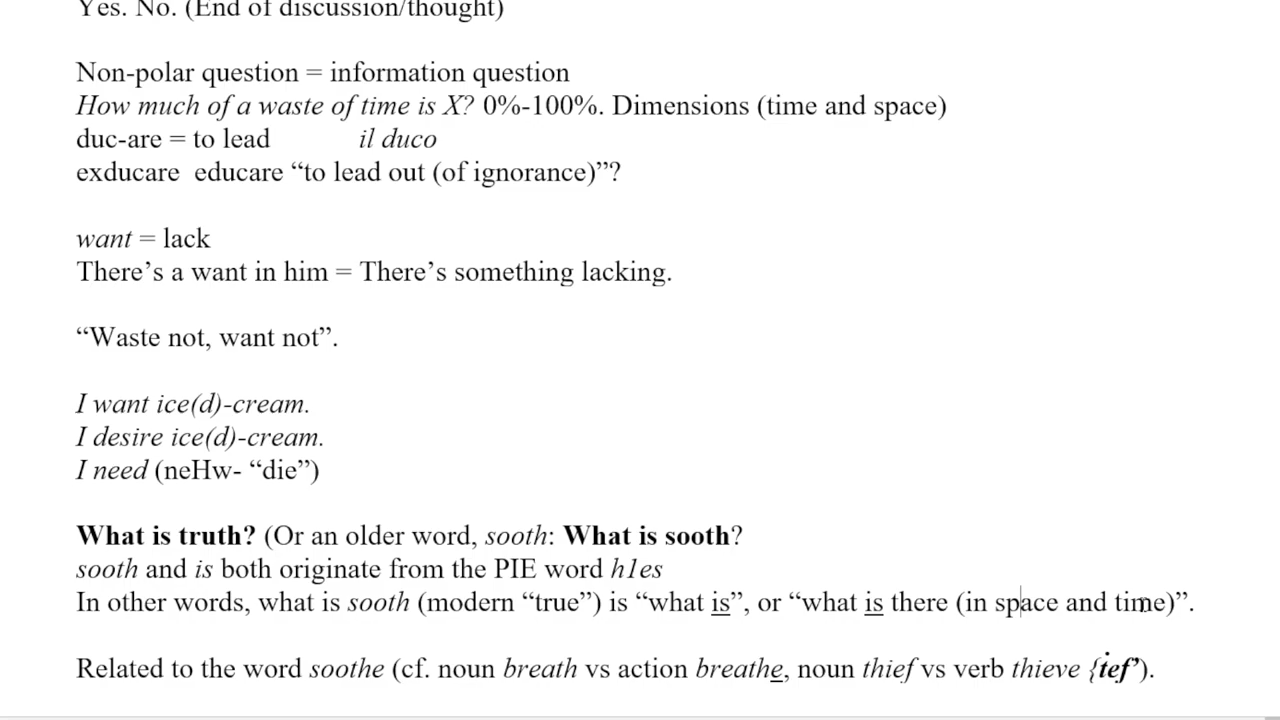 Yes. No. (End of discussion/thought)
Non-polar question = information question
How much of a waste of time is X? 0%-100%. Dimensions (time and space)
duc-are = to lead il duco
exducare educare “to lead out (of ignorance)”?
want = lack
There’s a want in him = There’s something lacking.
“Waste not, want not”.
I want ice(d)-cream.
I desire ice(d)-cream.
I need (neHw- “die”)
What is truth? (Or an older word, sooth: What is sooth?
sooth and is both originate from the PIE word h1es
In other words, what is sooth (modern “true”) is “what is”, or “what is there (in space and time)”.
Related to the word soothe (cf. noun breath vs action breathe, noun thief vs verb thieve {ṫef’).